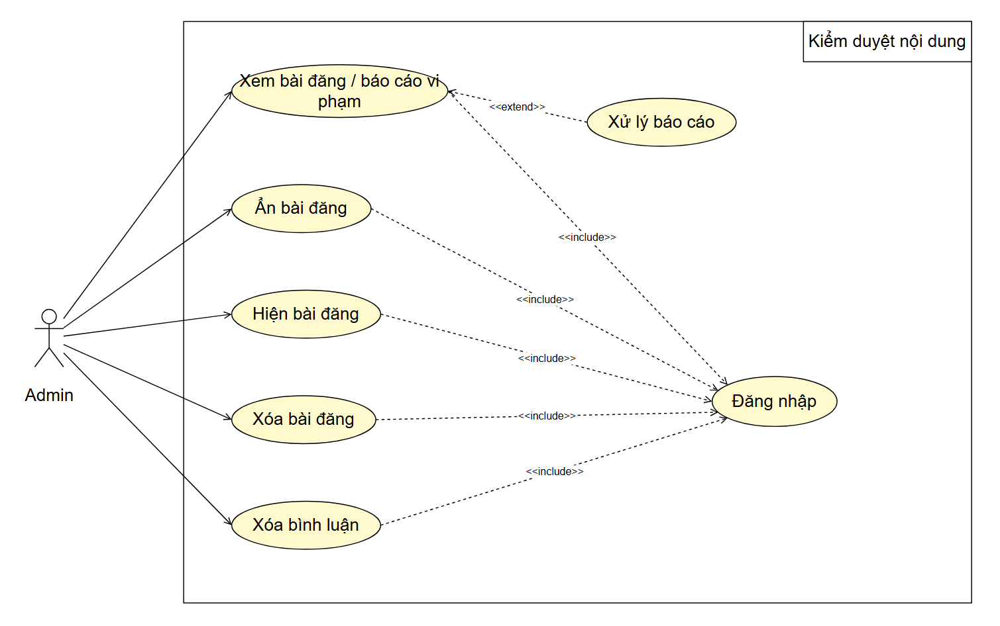 Kiểm duyệt nội dung
Xem bài đăng / báo cáo vi
phạm
<<extend>>
Xử lý báo cáo
Ẩn bài đăng
<<include>>
<<include>>
Hiện bài đăng
<<include>>
Admin
Đăng nhập
Xóa bài đăng
<<include>>
<<include>>
Xóa bình luận